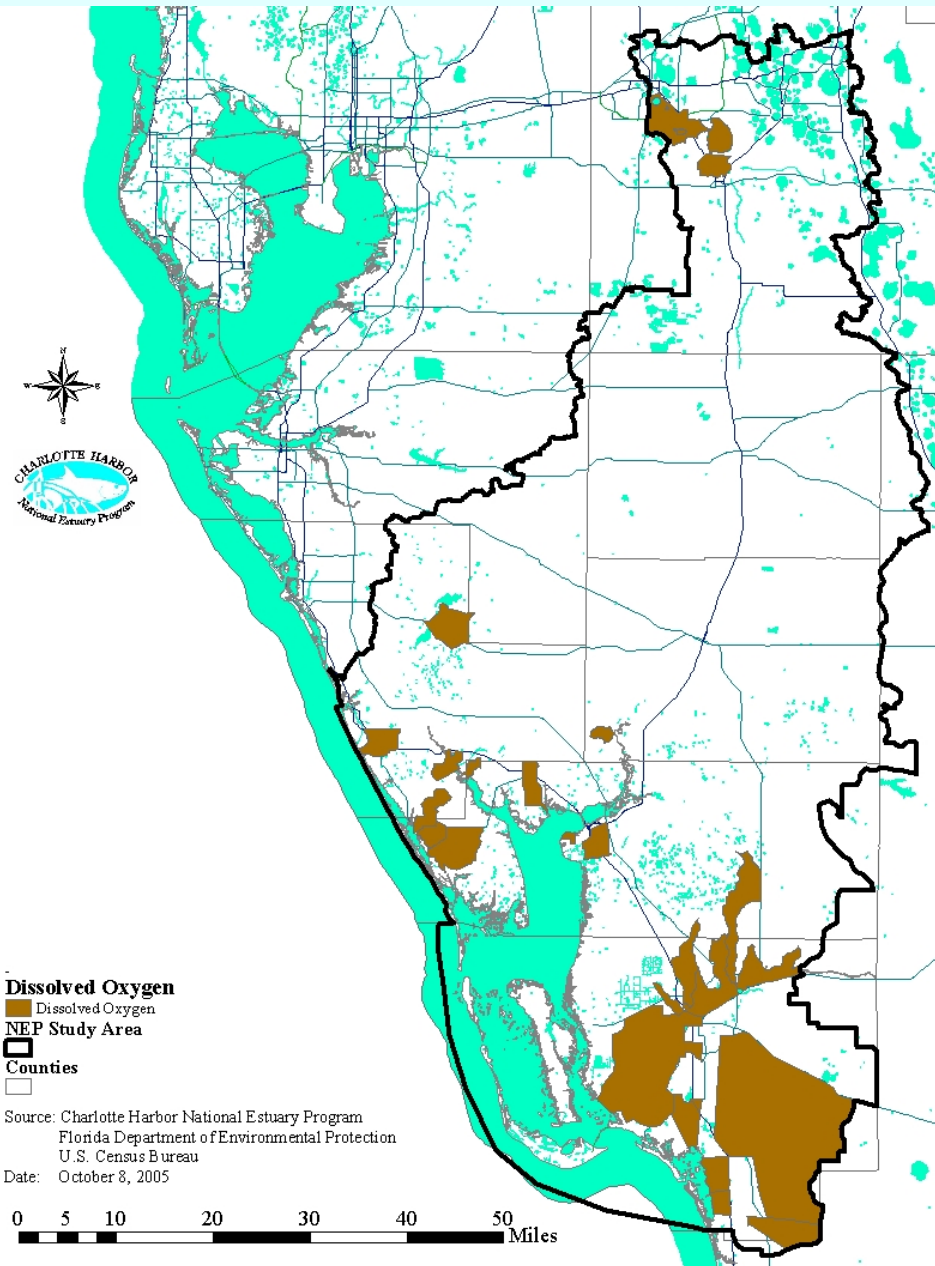 N
W
E
S
CHARLOTTE HARBOR
National Estuary Program
-
Dissolved Oxygen
Dissolved Oxygen
NEP Study Area
Counties
Source: Charlotte Harbor National Estuary Program
Florida Department of Environmental Protection
U.S. Census Bureau
Date: October 8, 2005
0 5 10 20 30 40 50
Miles